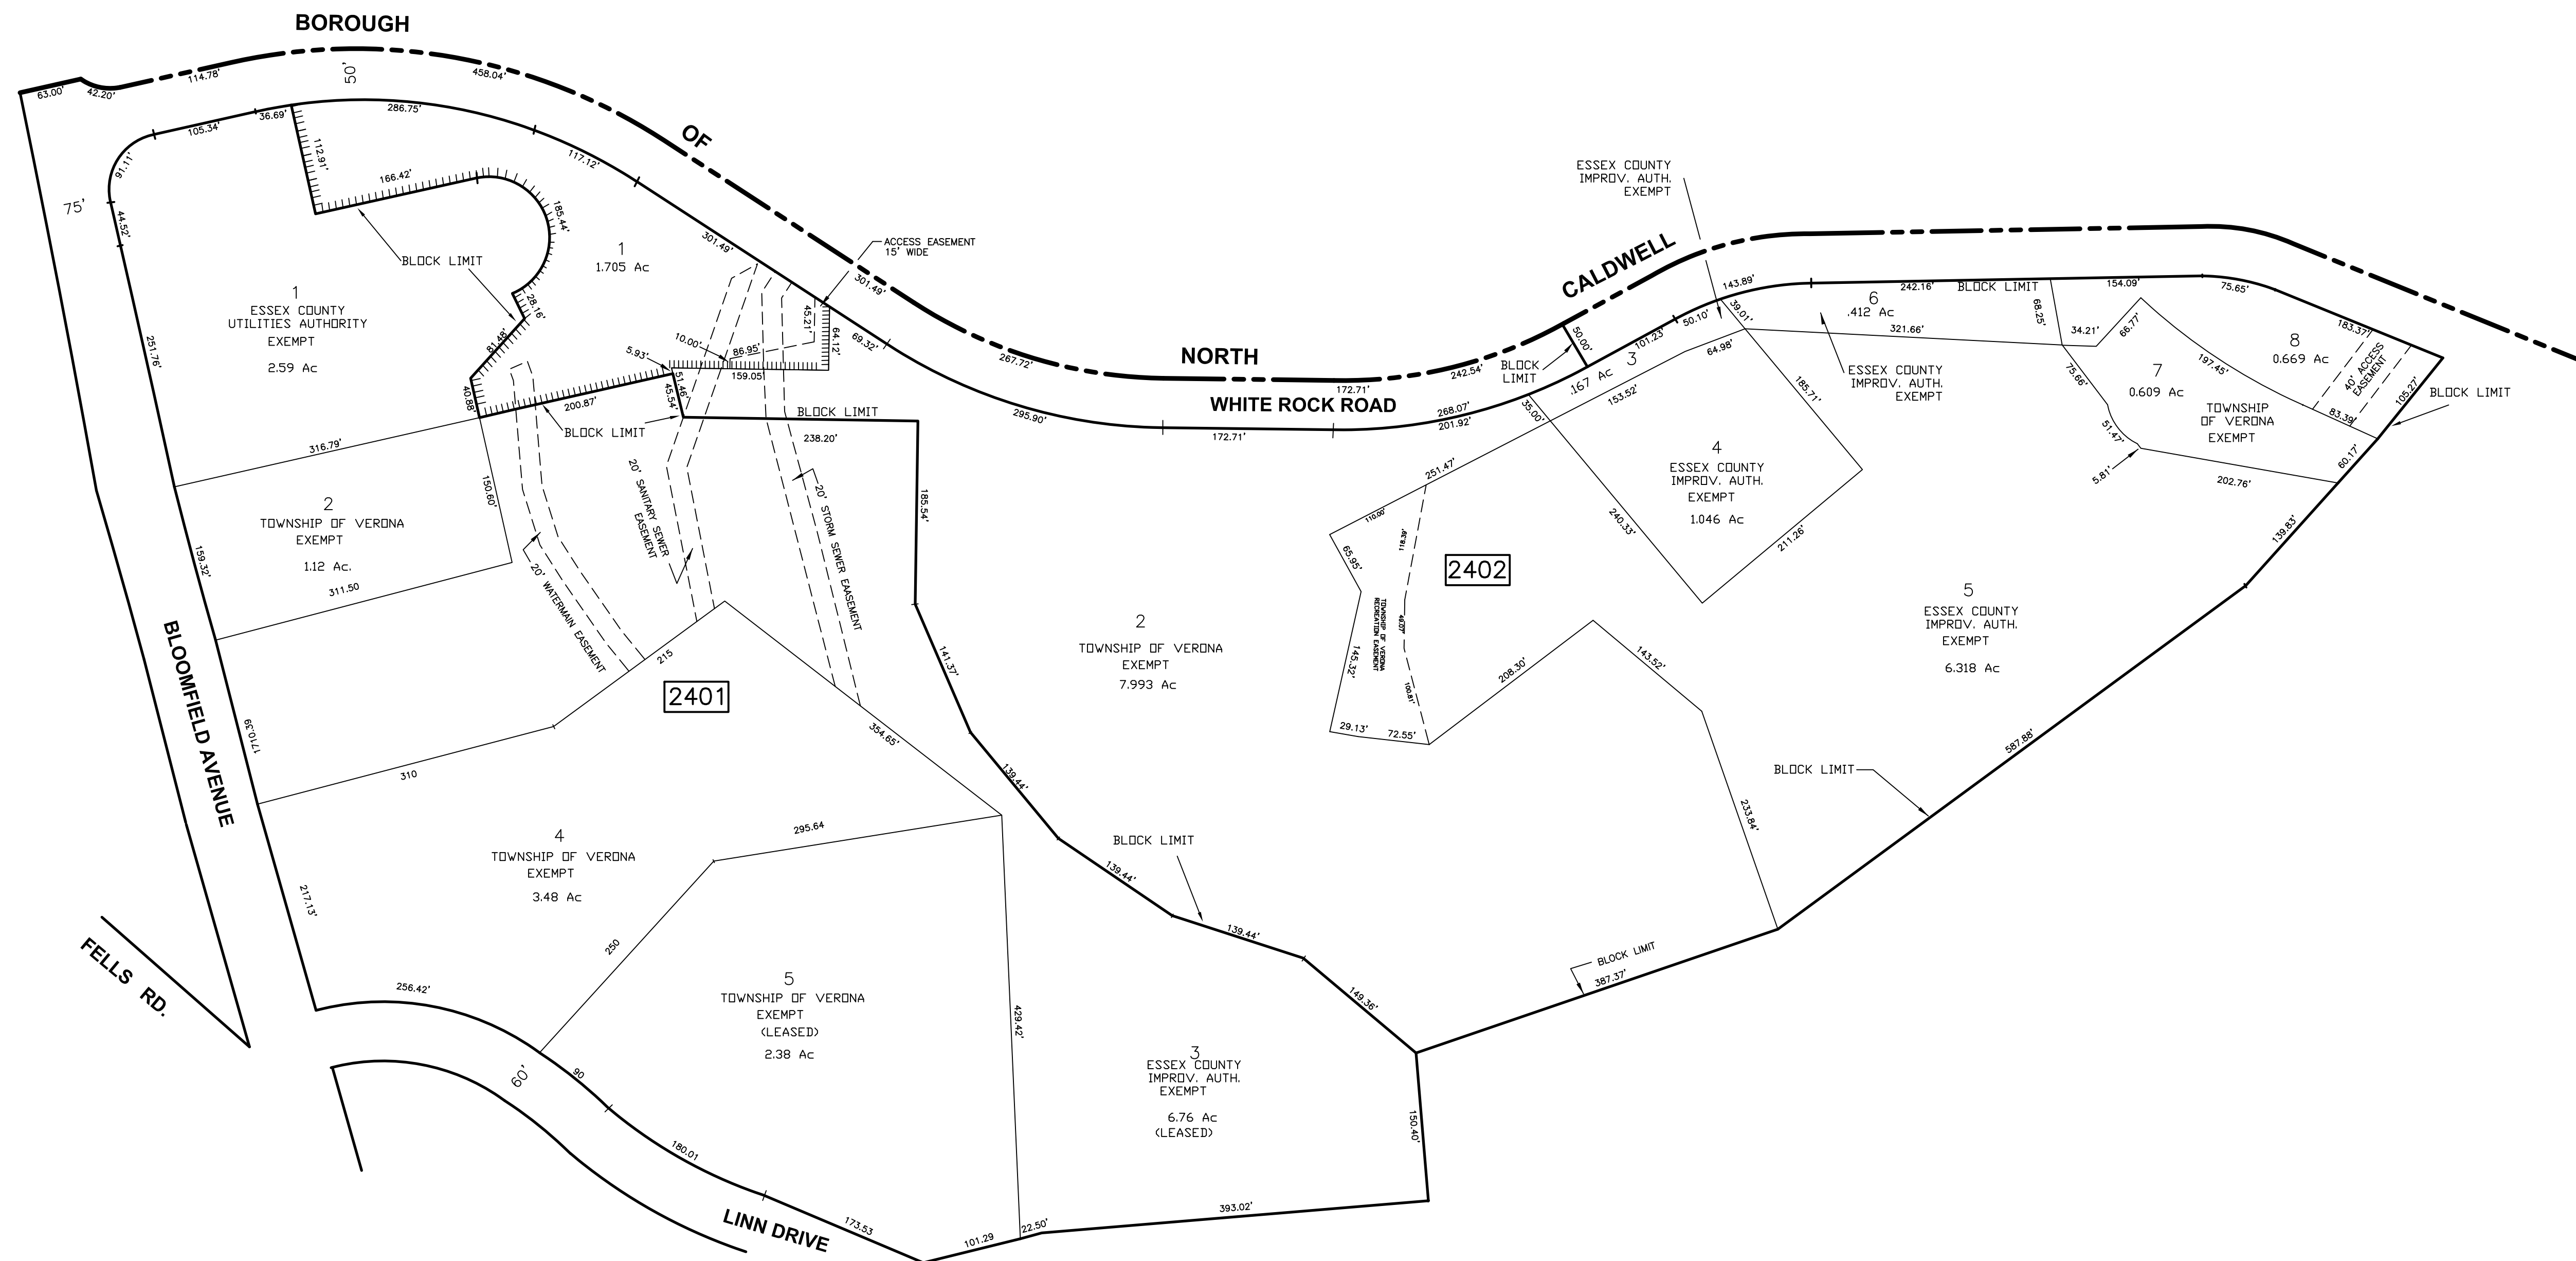 BOROUGH
OF
NORTH
CALDWELL
WHITE ROCK ROAD
BLOOMFIELD AVENUE
FELLS RD.
LINN DRIVE
50'
75'
60'
63.00'
42.20'
114.78'
458.04'
105.34'
36.69'
286.75'
117.12'
91.11'
44.52'
251.76'
112.91'
166.42'
185.44'
28.16'
81.48'
40.88'
200.87'
BLOCK LIMIT
BLOCK LIMIT
1
ESSEX COUNTY
UTILITIES AUTHORITY
EXEMPT
2.59 Ac
1
1.705 Ac
301.49'
301.49'
ACCESS EASEMENT
15' WIDE
45.21'
64.12'
69.32'
10.00'
86.95'
5.93'
159.05'
51.46'
45.54'
BLOCK LIMIT
238.20'
185.54'
316.79'
2
TOWNSHIP OF VERONA
EXEMPT
1.12 Ac.
150.60'
159.32'
311.50
20' WATERMAIN EASEMENT
20' SANITARY SEWER
EASEMENT
20' STORM SEWER EAASEMENT
215
2401
354.65'
1710.39
310
217.13'
4
TOWNSHIP OF VERONA
EXEMPT
3.48 Ac
295.64
250
256.42'
90
180.01
173.53
101.29
22.50'
393.02'
5
TOWNSHIP OF VERONA
EXEMPT
(LEASED)
2.38 Ac
429.42'
3
ESSEX COUNTY
IMPROV. AUTH.
EXEMPT
6.76 Ac
(LEASED)
150.40'
149.36'
139.44'
139.44'
139.44'
141.37'
BLOCK LIMIT
267.72'
295.90'
172.71'
172.71'
242.54'
268.07'
201.92'
2
TOWNSHIP OF VERONA
EXEMPT
7.993 Ac
2402
251.47'
110.00'
65.95'
145.32'
29.13'
72.55'
118.39'
49.07'
100.81'
TOWNSHIP OF VERONA
RECREATION EASEMENT
208.30'
143.52'
233.84'
BLOCK LIMIT
387.37'
BLOCK LIMIT
587.88'
ESSEX COUNTY
IMPROV. AUTH.
EXEMPT
BLOCK
LIMIT
50.00'
101.23'
50.10'
3
.167 Ac
153.52'
64.98'
35.00'
39.01'
143.89'
185.71'
4
ESSEX COUNTY
IMPROV. AUTH.
EXEMPT
1.046 Ac
240.33'
211.26'
6
.412 Ac
242.16'
BLOCK LIMIT
321.66'
ESSEX COUNTY
IMPROV. AUTH.
EXEMPT
68.25'
154.09'
75.65'
34.21'
66.77'
183.37'
8
0.669 Ac
40' ACCESS
EASEMENT
197.45'
83.39'
105.27'
BLOCK LIMIT
7
0.609 Ac
TOWNSHIP
OF VERONA
EXEMPT
75.66'
51.47'
5.81'
202.76'
60.17'
139.83'
5
ESSEX COUNTY
IMPROV. AUTH.
EXEMPT
6.318 Ac